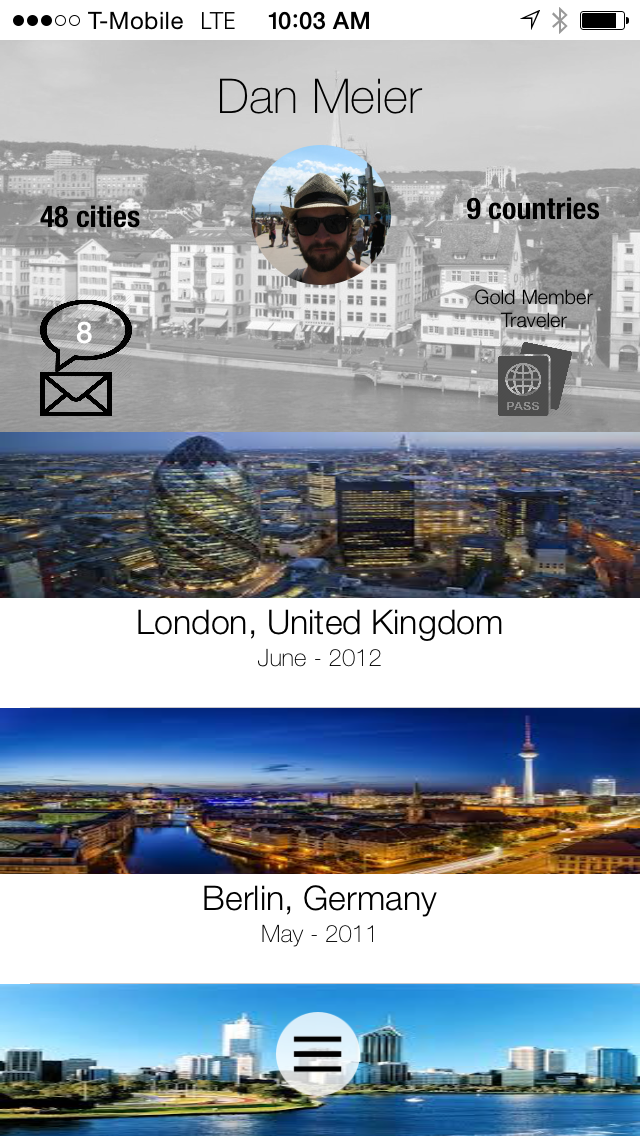 T-Mobile LTE 10:03 AM
Dan Meier
48 cities
9 countries
8
Gold Member
Traveler
PASS
London, United Kingdom
June - 2012
Berlin, Germany
May - 2011